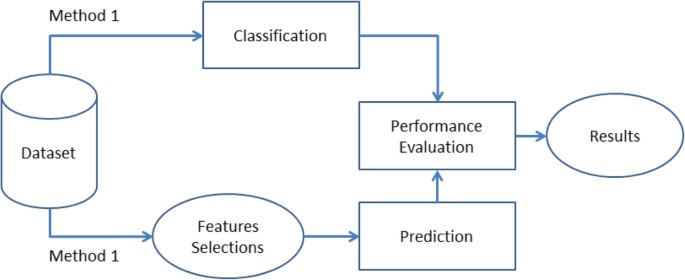 Method 1
Classification
Dataset
Performance
Evaluation
Results
Method 1
Features
Selections
Prediction